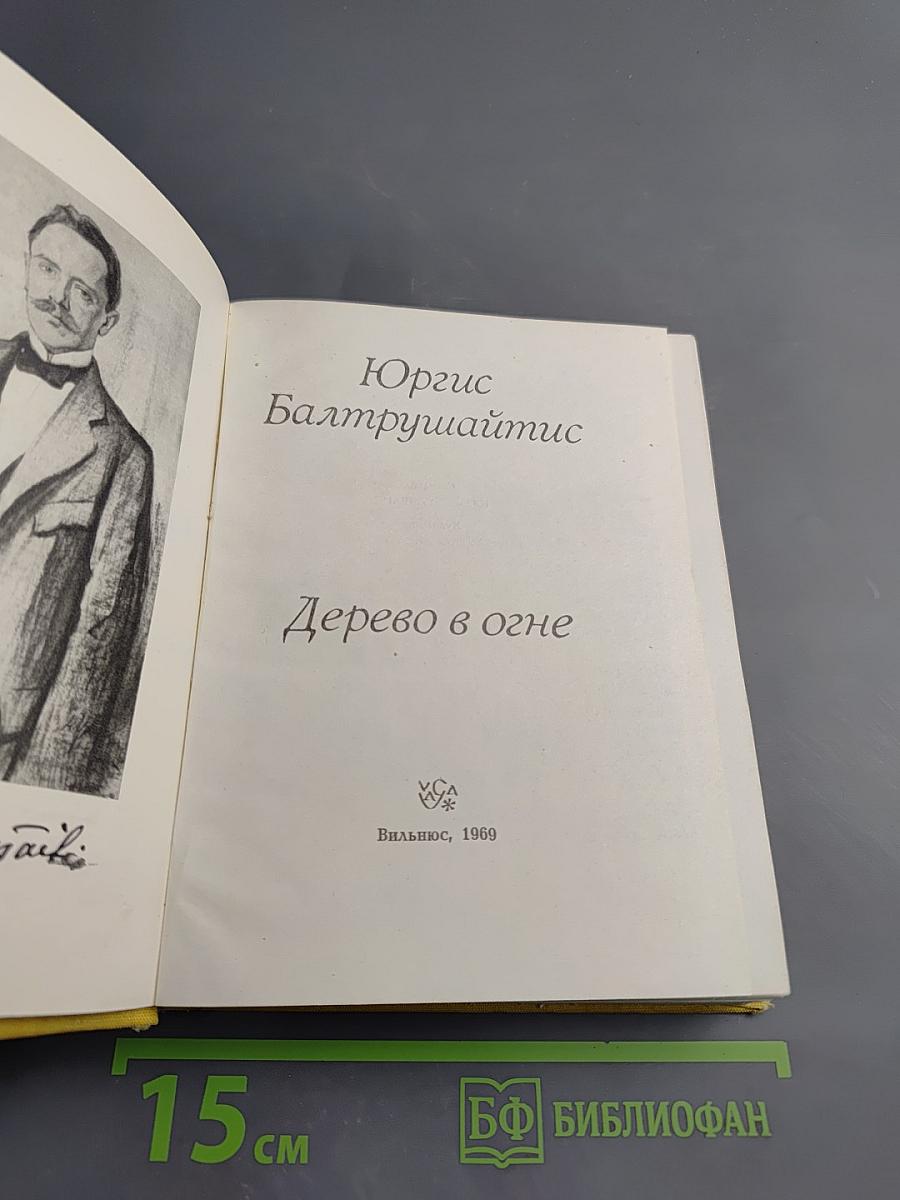 Юргис
Балтрушайтис
Дерево в огне
Вильнюс, 1969
15 см
БФ БИБЛИОФАН